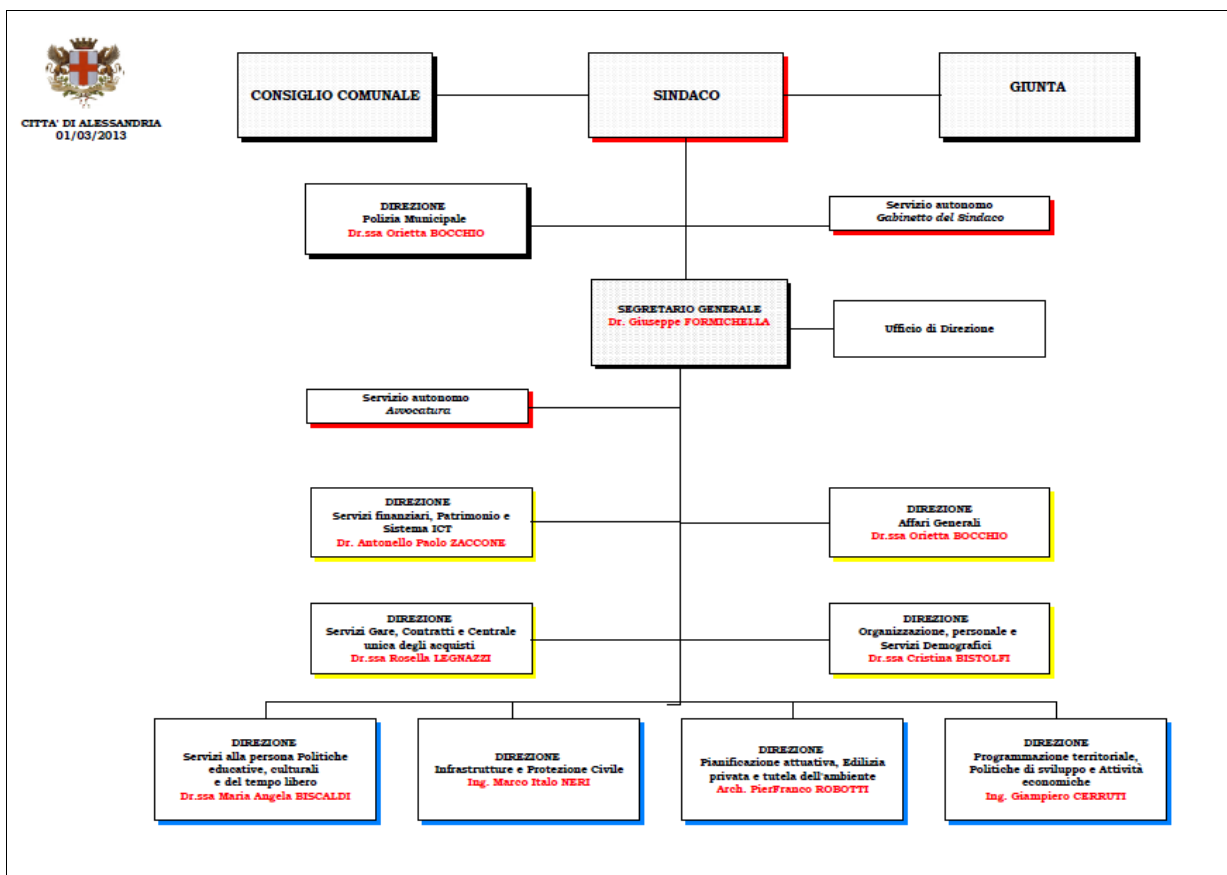 CITTA' DI ALESSANDRIA
01/03/2013
CONSIGLIO COMUNALE
SINDACO
GIUNTA
DIREZIONE
Polizia Municipale
Dr.ssa Orietta BOCCHIO
Servizio autonomo
Gabinetto del Sindaco
SEGRETARIO GENERALE
Dr. Giuseppe FORMICHELLA
Ufficio di Direzione
Servizio autonomo
Avvocatura
DIREZIONE
Servizi finanziari, Patrimonio e
Sistema ICT
Dr. Antonello Paolo ZACCONE
DIREZIONE
Affari Generali
Dr.ssa Orietta BOCCHIO
DIREZIONE
Servizi Gare, Contratti e Centrale
unica degli acquisti
Dr.ssa Rosella LEGNAZZI
DIREZIONE
Organizzazione, personale e
Servizi Demografici
Dr.ssa Cristina BISTOLFI
DIREZIONE
Servizi alla persona Politiche
educative, culturali
e del tempo libero
Dr.ssa Maria Angela BISCALDI
DIREZIONE
Infrastrutture e Protezione Civile
Ing. Marco Italo NERI
DIREZIONE
Pianificazione attuativa, Edilizia
privata e tutela dell'ambiente
Arch. PierFranco ROBOTTI
DIREZIONE
Programmazione territoriale,
Politiche di sviluppo e Attività
economiche
Ing. Giampiero CERRUTI